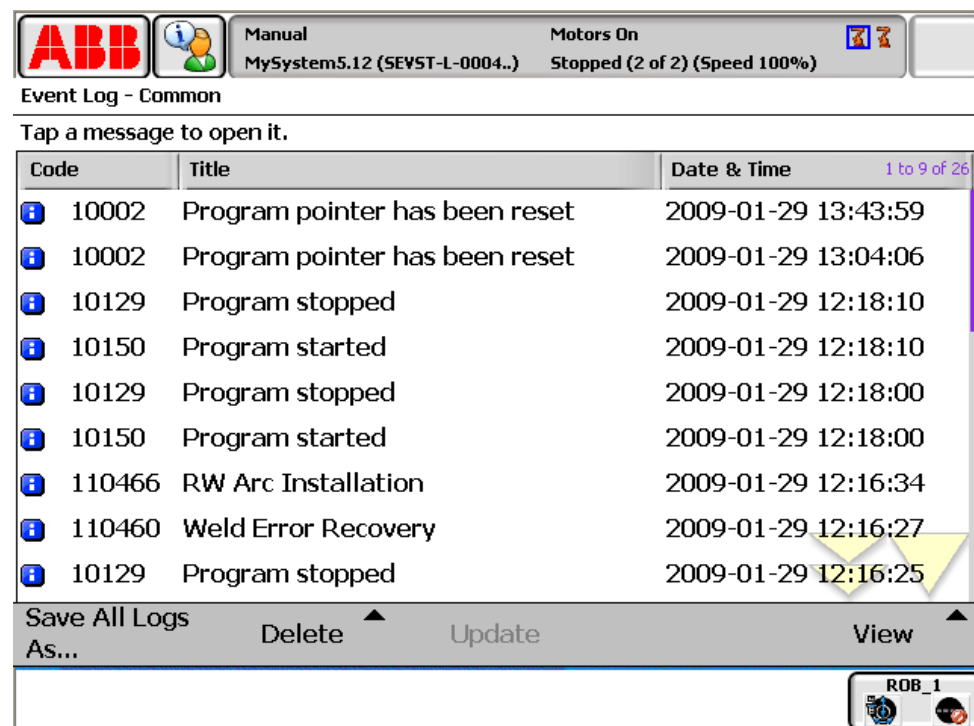 ABB
Manual Motors On
MySystem5.12 (SEVST-L-0004..) Stopped (2 of 2) (Speed 100%)
Event Log - Common
Tap a message to open it.
Code Title Date & Time 1 to 9 of 26
10002 Program pointer has been reset 2009-01-29 13:43:59
10002 Program pointer has been reset 2009-01-29 13:04:06
10129 Program stopped 2009-01-29 12:18:10
10150 Program started 2009-01-29 12:18:10
10129 Program stopped 2009-01-29 12:18:00
10150 Program started 2009-01-29 12:18:00
110466 RW Arc Installation 2009-01-29 12:16:34
110460 Weld Error Recovery 2009-01-29 12:16:27
10129 Program stopped 2009-01-29 12:16:25
Save All Logs As... Delete Update View
ROB_1